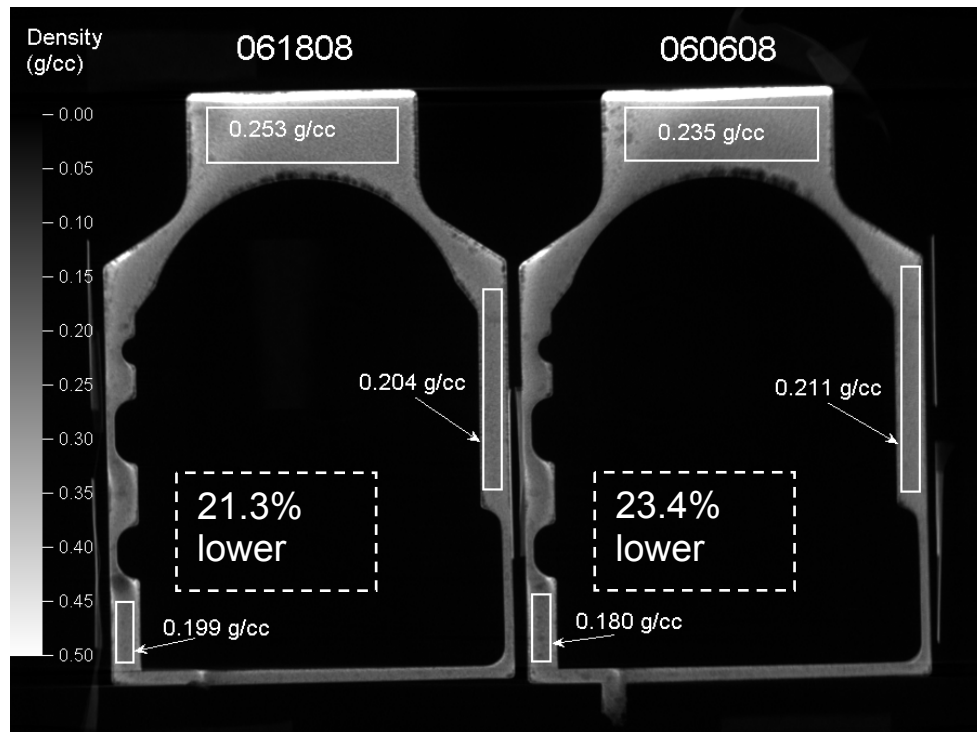 Density
(g/cc)
061808
060608
0.00
0.05
0.10
0.15
0.20
0.25
0.30
0.35
0.40
0.45
0.50
0.253 g/cc
0.235 g/cc
0.204 g/cc
0.211 g/cc
21.3%
lower
23.4%
lower
0.199 g/cc
0.180 g/cc